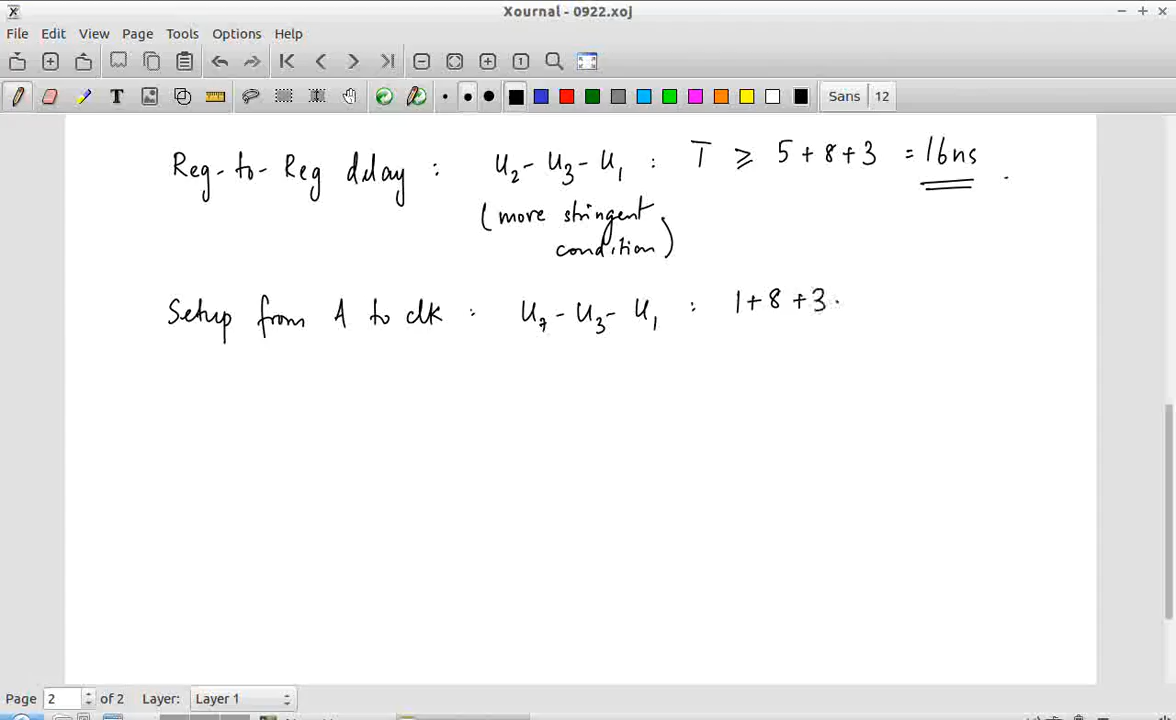 Xournal - 0922.xoj
File Edit View Page Tools Options Help
Sans 12
Reg-to-Reg delay : U₂ - U₃ - U₁ : T ≥ 5 + 8 + 3 = 16ns
(more stringent
condition)
Setup from A to clk : U₇ - U₃ - U₁ : 1 + 8 + 3
Page 2 of 2 Layer: Layer 1